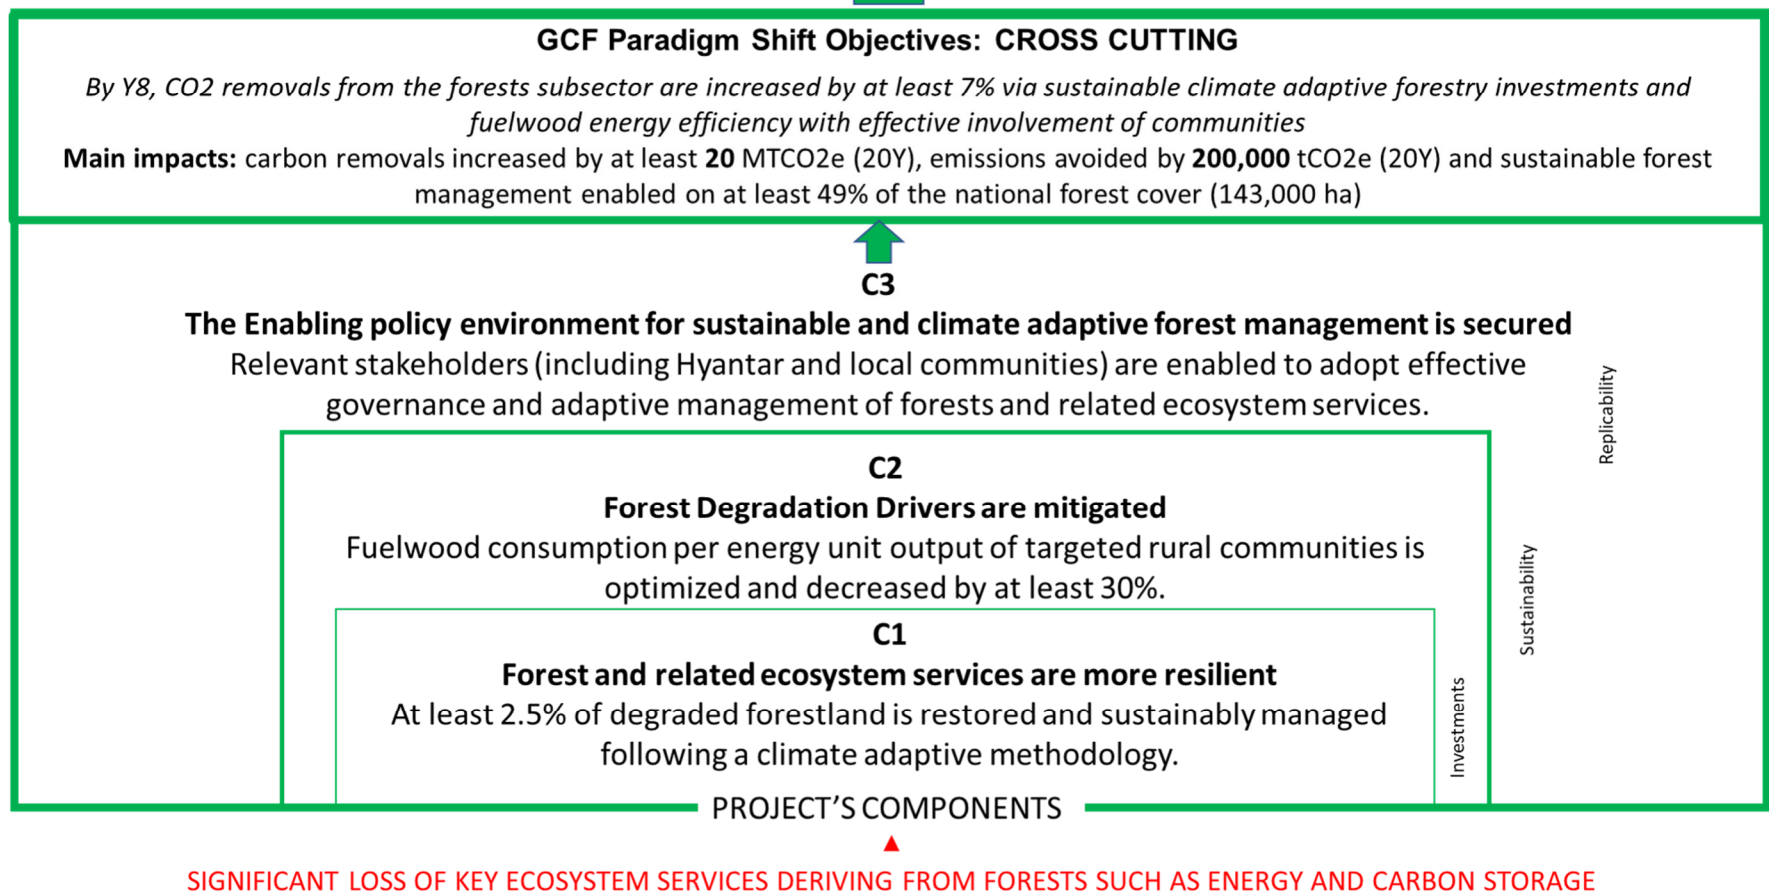 GCF Paradigm Shift Objectives: CROSS CUTTING
By Y8, CO2 removals from the forests subsector are increased by at least 7% via sustainable climate adaptive forestry investments and
fuelwood energy efficiency with effective involvement of communities
Main impacts: carbon removals increased by at least 20 MTCO2e (20Y), emissions avoided by 200,000 tCO2e (20Y) and sustainable forest
management enabled on at least 49% of the national forest cover (143,000 ha)
C3
The Enabling policy environment for sustainable and climate adaptive forest management is secured
Relevant stakeholders (including Hyantar and local communities) are enabled to adopt effective
governance and adaptive management of forests and related ecosystem services.
Replicability
C2
Forest Degradation Drivers are mitigated
Fuelwood consumption per energy unit output of targeted rural communities is
optimized and decreased by at least 30%.
Sustainability
C1
Forest and related ecosystem services are more resilient
At least 2.5% of degraded forestland is restored and sustainably managed
following a climate adaptive methodology.
Investments
PROJECT'S COMPONENTS
SIGNIFICANT LOSS OF KEY ECOSYSTEM SERVICES DERIVING FROM FORESTS SUCH AS ENERGY AND CARBON STORAGE